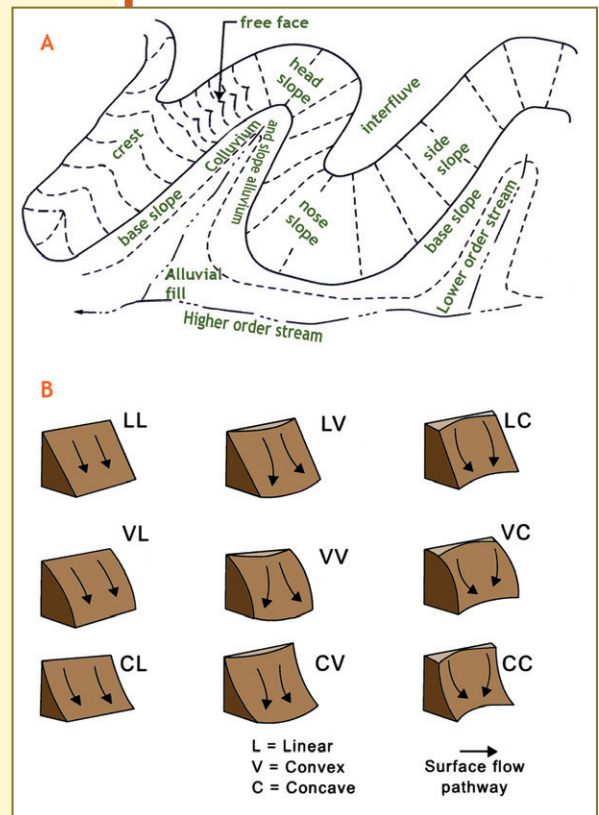 A
free face
head
slope
interfluve
crest
Colluvium
and slope alluvium
side
slope
base slope
nose
slope
base slope
Lower order stream
Alluvial
fill
Higher order stream
B
LL
LV
LC
VL
VV
VC
CL
CV
CC
L = Linear
V = Convex
C = Concave
Surface flow
pathway